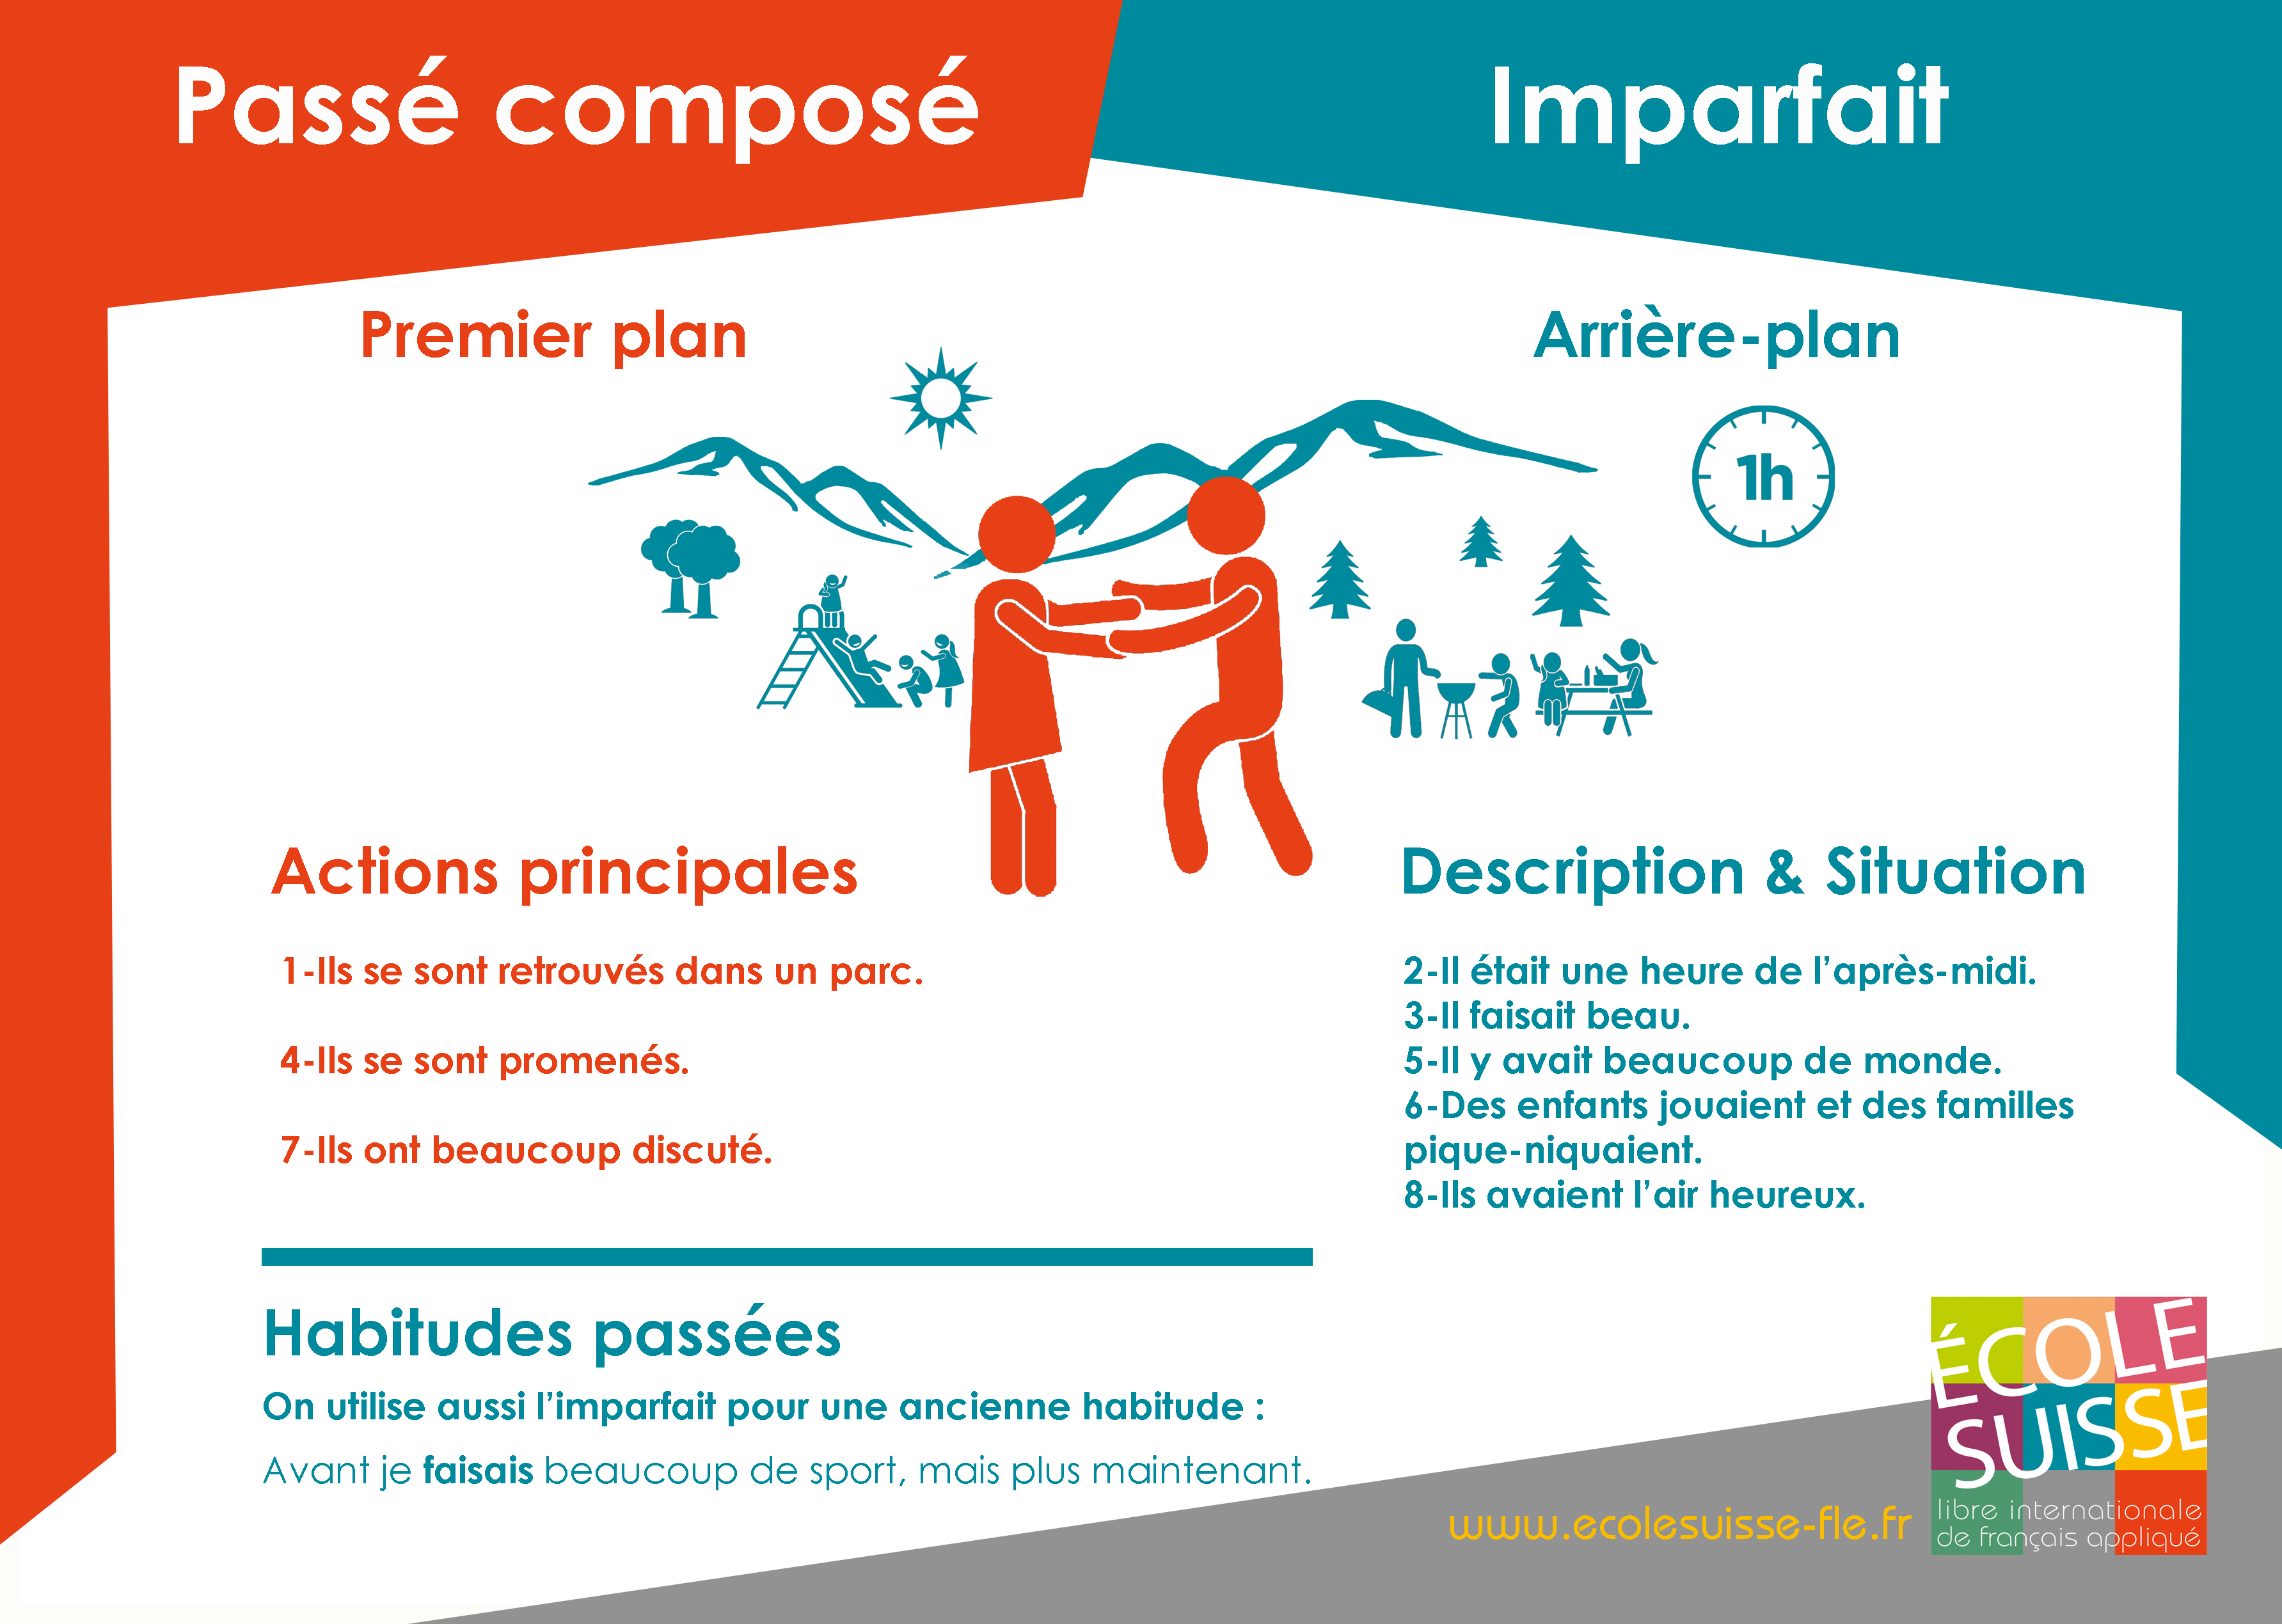 Passé composé
Imparfait
Premier plan
Arrière-plan
1h
Actions principales
1-Ils se sont retrouvés dans un parc.
4-Ils se sont promenés.
7-Ils ont beaucoup discuté.
Description & Situation
2-Il était une heure de l’après-midi.
3-Il faisait beau.
5-Il y avait beaucoup de monde.
6-Des enfants jouaient et des familles
pique-niquaient.
8-Ils avaient l’air heureux.
Habitudes passées
On utilise aussi l’imparfait pour une ancienne habitude :
Avant je faisais beaucoup de sport, mais plus maintenant.
www.ecolesuisse-fle.fr
ÉCOLE
SUISSE
libre internationale
de français appliqué